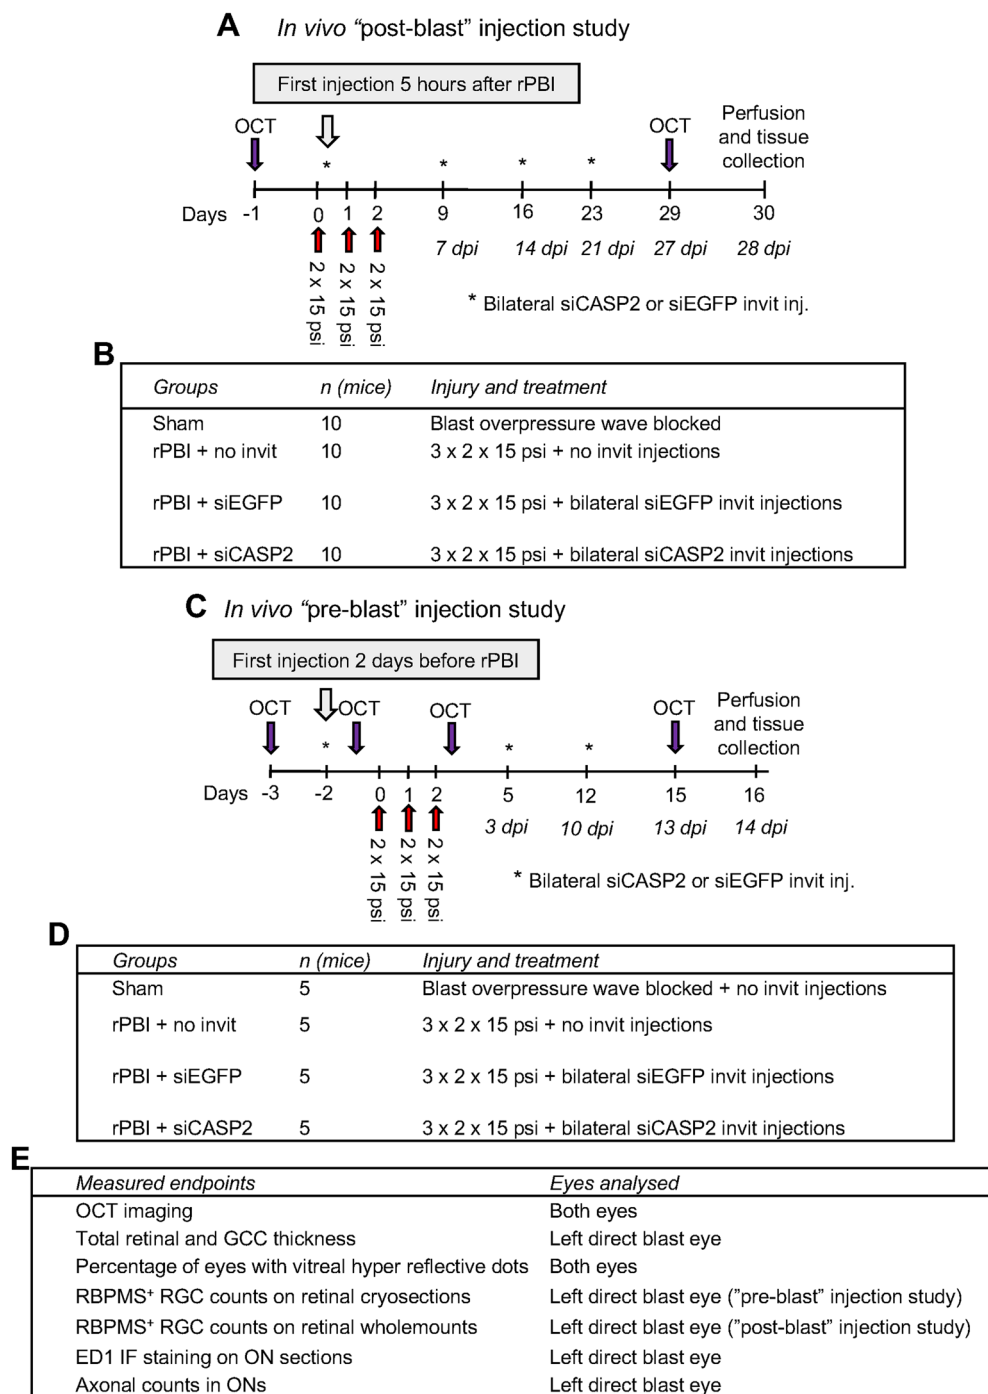 A In vivo “post-blast” injection study
First injection 5 hours after rPBI
OCT
OCT
Perfusion
and tissue
collection
* * * *
Days -1 0 1 2 9 16 23 29 30
7 dpi 14 dpi 21 dpi 27 dpi 28 dpi
2 x 15 psi
2 x 15 psi
2 x 15 psi
* Bilateral siCASP2 or siEGFP invit inj.
B
Groups n (mice) Injury and treatment
Sham 10 Blast overpressure wave blocked
rPBI + no invit 10 3 x 2 x 15 psi + no invit injections
rPBI + siEGFP 10 3 x 2 x 15 psi + bilateral siEGFP invit injections
rPBI + siCASP2 10 3 x 2 x 15 psi + bilateral siCASP2 invit injections
C In vivo “pre-blast” injection study
First injection 2 days before rPBI
OCT OCT OCT OCT
Perfusion
and tissue
collection
* * *
Days -3 -2 0 1 2 5 12 15 16
3 dpi 10 dpi 13 dpi 14 dpi
2 x 15 psi
2 x 15 psi
2 x 15 psi
* Bilateral siCASP2 or siEGFP invit inj.
D
Groups n (mice) Injury and treatment
Sham 5 Blast overpressure wave blocked + no invit injections
rPBI + no invit 5 3 x 2 x 15 psi + no invit injections
rPBI + siEGFP 5 3 x 2 x 15 psi + bilateral siEGFP invit injections
rPBI + siCASP2 5 3 x 2 x 15 psi + bilateral siCASP2 invit injections
E
Measured endpoints Eyes analysed
OCT imaging Both eyes
Total retinal and GCC thickness Left direct blast eye
Percentage of eyes with vitreal hyper reflective dots Both eyes
RBPMS⁺ RGC counts on retinal cryosections Left direct blast eye (”pre-blast” injection study)
RBPMS⁺ RGC counts on retinal wholemounts Left direct blast eye (”post-blast” injection study)
ED1 IF staining on ON sections Left direct blast eye
Axonal counts in ONs Left direct blast eye